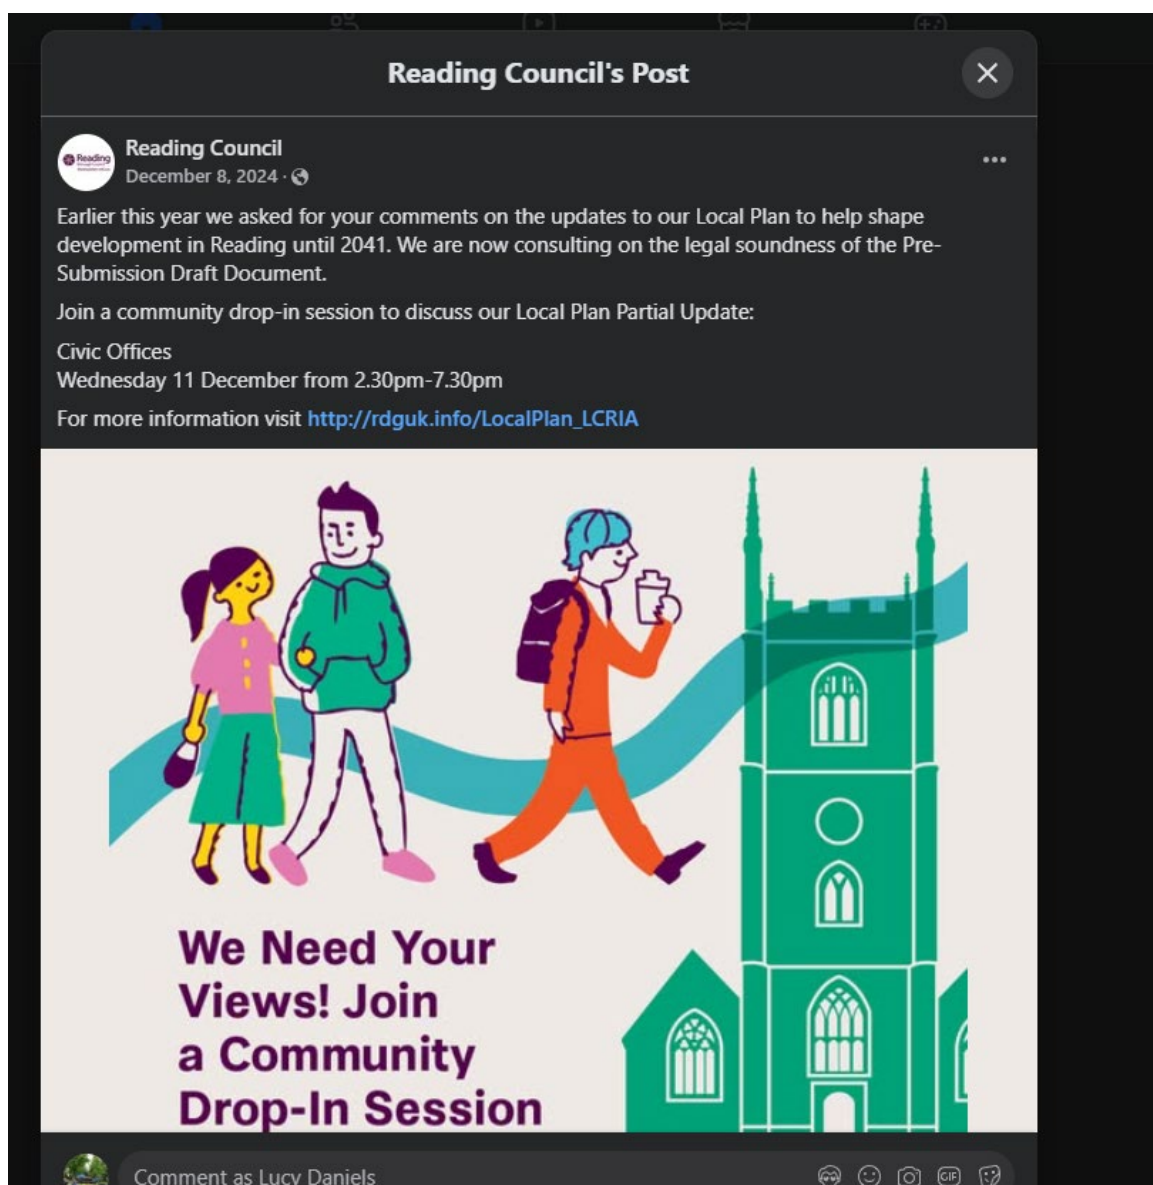 Reading Council's Post
Reading
Reading Council
December 8, 2024 ·
Earlier this year we asked for your comments on the updates to our Local Plan to help shape
development in Reading until 2041. We are now consulting on the legal soundness of the Pre-
Submission Draft Document.
Join a community drop-in session to discuss our Local Plan Partial Update:
Civic Offices
Wednesday 11 December from 2.30pm-7.30pm
For more information visit http://rdguk.info/LocalPlan_LCRIA
We Need Your
Views! Join
a Community
Drop-In Session
Comment as Lucy Daniels
GIF